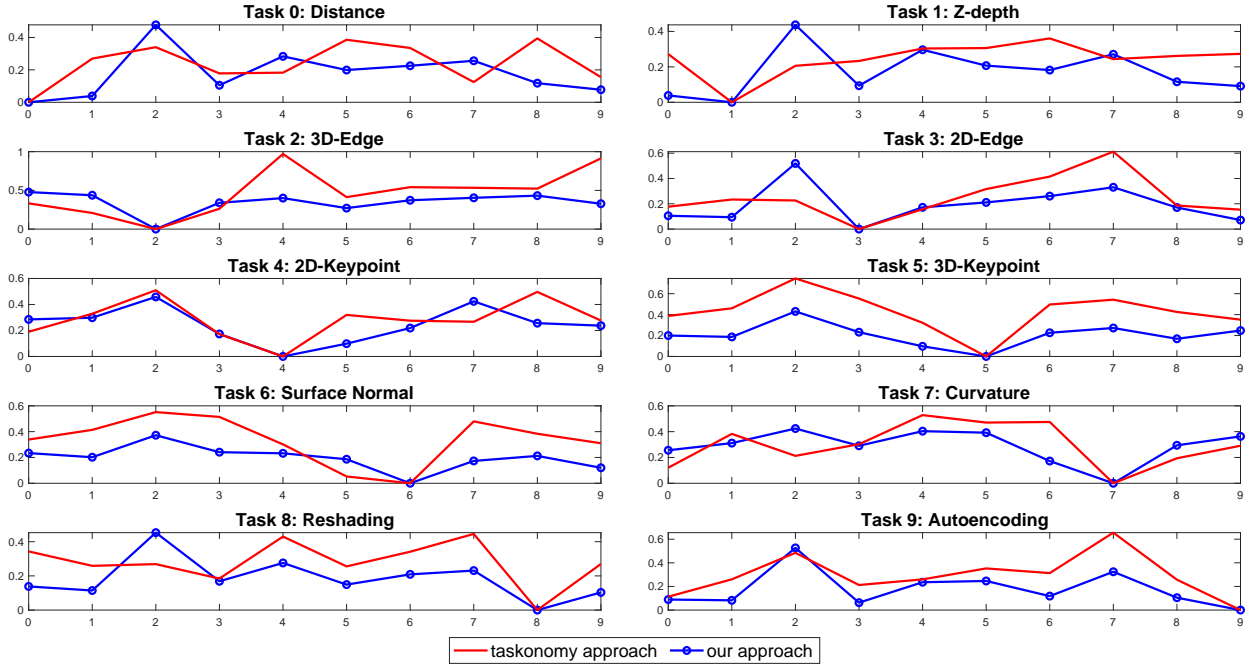 Task 0: Distance
0.4
0.2
0
0 1 2 3 4 5 6 7 8 9
Task 1: Z-depth
0.4
0.2
0
0 1 2 3 4 5 6 7 8 9
Task 2: 3D-Edge
1
0.5
0
0 1 2 3 4 5 6 7 8 9
Task 3: 2D-Edge
0.6
0.4
0.2
0
0 1 2 3 4 5 6 7 8 9
Task 4: 2D-Keypoint
0.6
0.4
0.2
0
0 1 2 3 4 5 6 7 8 9
Task 5: 3D-Keypoint
0.6
0.4
0.2
0
0 1 2 3 4 5 6 7 8 9
Task 6: Surface Normal
0.6
0.4
0.2
0
0 1 2 3 4 5 6 7 8 9
Task 7: Curvature
0.6
0.4
0.2
0
0 1 2 3 4 5 6 7 8 9
Task 8: Reshading
0.4
0.2
0
0 1 2 3 4 5 6 7 8 9
Task 9: Autoencoding
0.6
0.4
0.2
0
0 1 2 3 4 5 6 7 8 9
taskonomy approach our approach